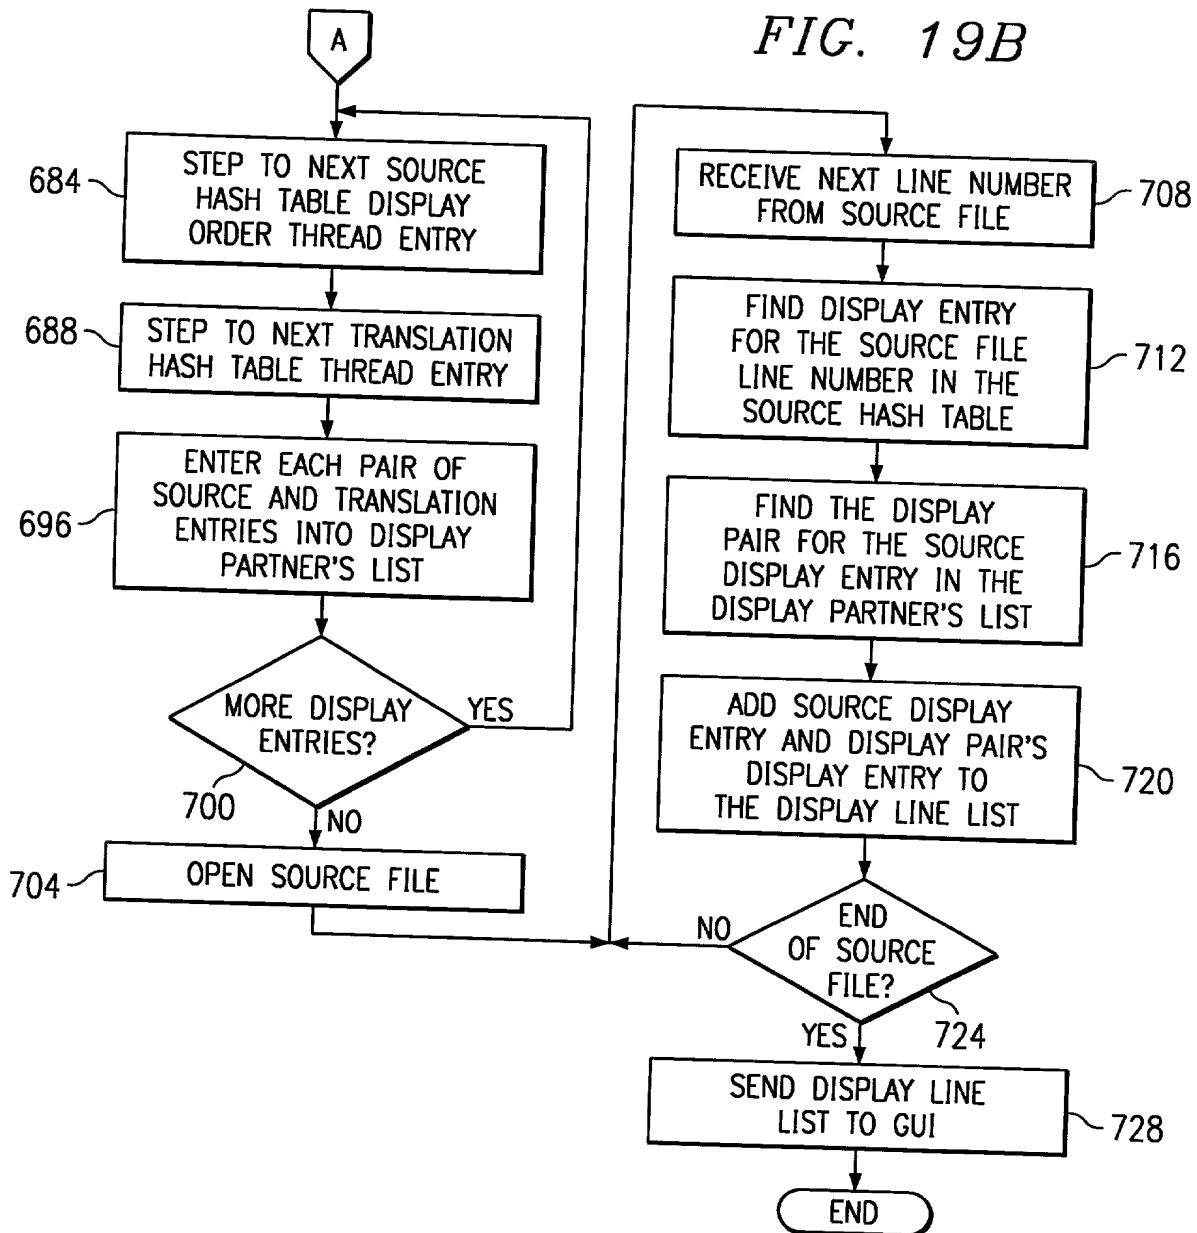 FIG. 19B
A
684
STEP TO NEXT SOURCE
HASH TABLE DISPLAY
ORDER THREAD ENTRY
688
STEP TO NEXT TRANSLATION
HASH TABLE THREAD ENTRY
696
ENTER EACH PAIR OF
SOURCE AND TRANSLATION
ENTRIES INTO DISPLAY
PARTNER'S LIST
MORE DISPLAY
ENTRIES?
YES
700
NO
704
OPEN SOURCE FILE
RECEIVE NEXT LINE NUMBER
FROM SOURCE FILE
708
FIND DISPLAY ENTRY
FOR THE SOURCE FILE
LINE NUMBER IN THE
SOURCE HASH TABLE
712
FIND THE DISPLAY
PAIR FOR THE SOURCE
DISPLAY ENTRY IN THE
DISPLAY PARTNER'S LIST
716
ADD SOURCE DISPLAY
ENTRY AND DISPLAY PAIR'S
DISPLAY ENTRY TO
THE DISPLAY LINE LIST
720
NO
END
OF SOURCE
FILE?
724
YES
SEND DISPLAY LINE
LIST TO GUI
728
END